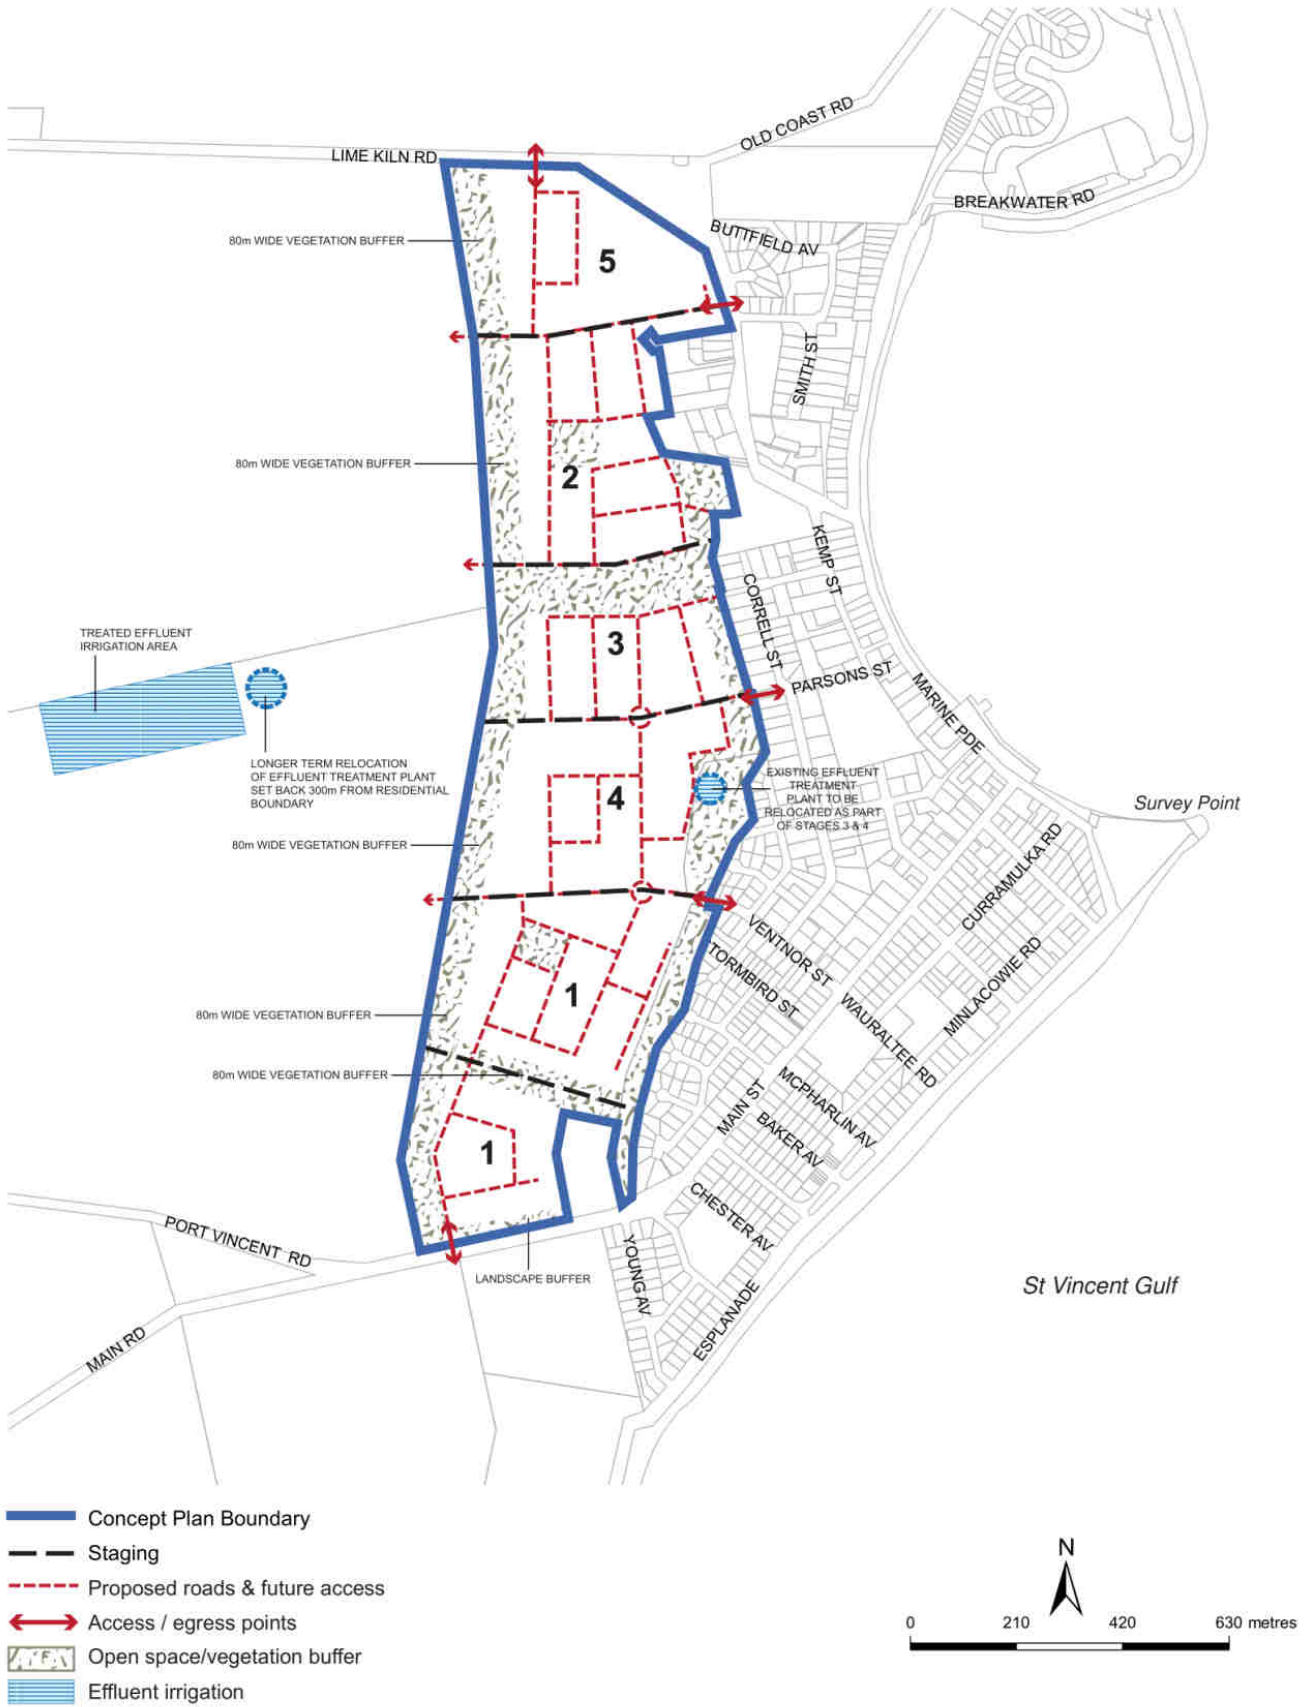 OLD COAST RD
LIME KILN RD
BREAKWATER RD
BUTTFIELD AV
80m WIDE VEGETATION BUFFER
5
SMITH ST
80m WIDE VEGETATION BUFFER
2
KEMP ST
CORRELL ST
TREATED EFFLUENT
IRRIGATION AREA
3
PARSONS ST
MARINE PDE
LONGER TERM RELOCATION
OF EFFLUENT TREATMENT PLANT
SET BACK 300m FROM RESIDENTIAL
BOUNDARY
4
EXISTING EFFLUENT
TREATMENT
PLANT TO BE
RELOCATED AS PART
OF STAGES 3 & 4
Survey Point
80m WIDE VEGETATION BUFFER
CURRAMULKA RD
VENTNOR ST
TORMBIRD ST
MINLACOWIE RD
1
80m WIDE VEGETATION BUFFER
WAURALTEE RD
80m WIDE VEGETATION BUFFER
MAIN ST
MCPHARLIN AV
BAKER AV
1
CHESTER AV
PORT VINCENT RD
YOUNG AV
LANDSCAPE BUFFER
ESPLANADE
St Vincent Gulf
MAIN RD
Concept Plan Boundary
Staging
Proposed roads & future access
Access / egress points
Open space/vegetation buffer
Effluent irrigation
N
0 210 420 630 metres